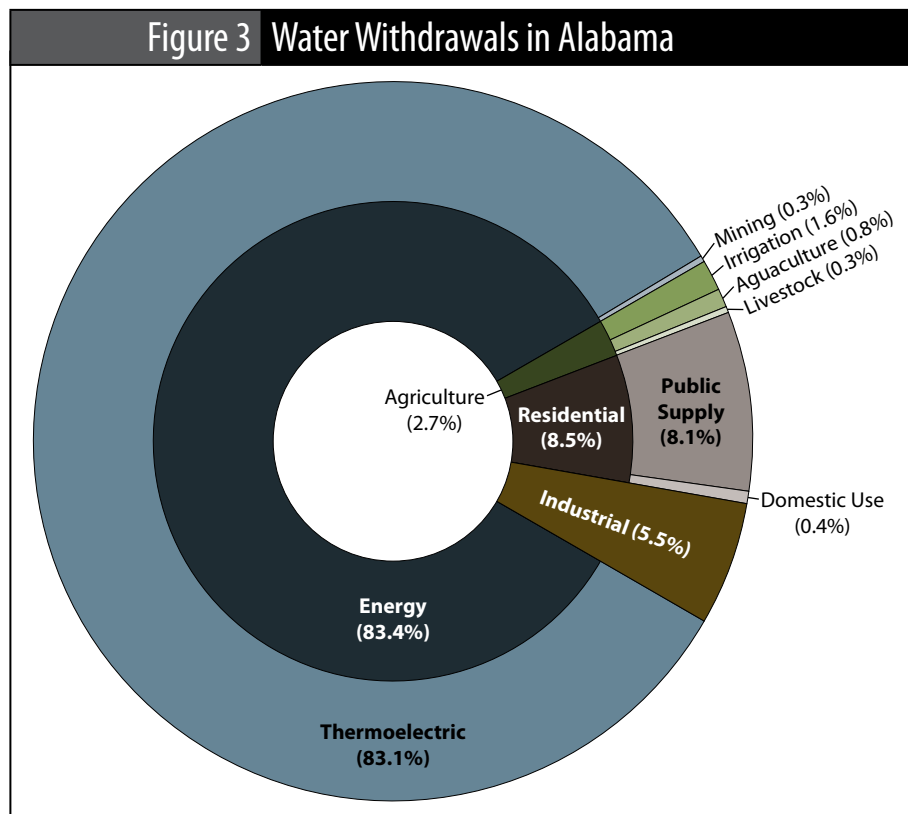 Figure 3 Water Withdrawals in Alabama
Mining (0.3%)
Irrigation (1.6%)
Aguaculture (0.8%)
Livestock (0.3%)
Agriculture
(2.7%)
Residential
(8.5%)
Public
Supply
(8.1%)
Domestic Use
(0.4%)
Industrial (5.5%)
Energy
(83.4%)
Thermoelectric
(83.1%)